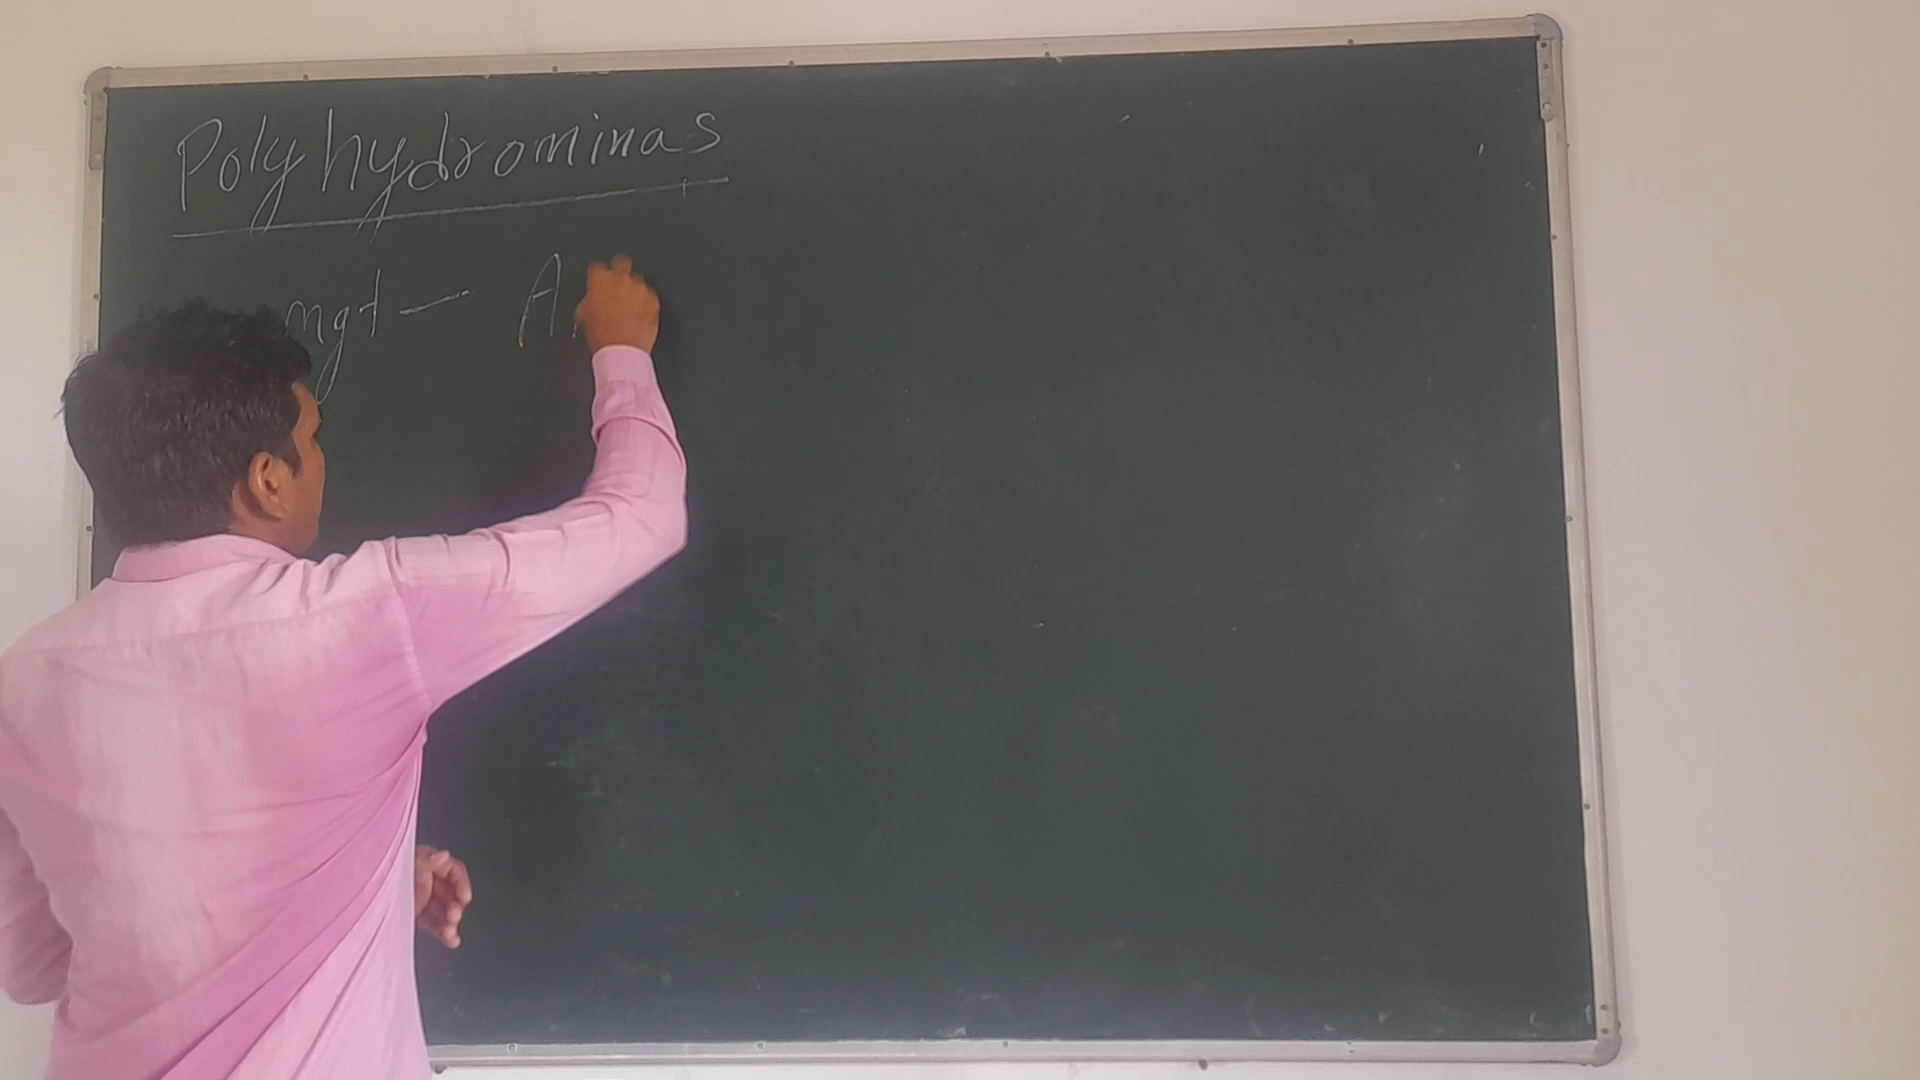 Polyhydrominas
mgt — A